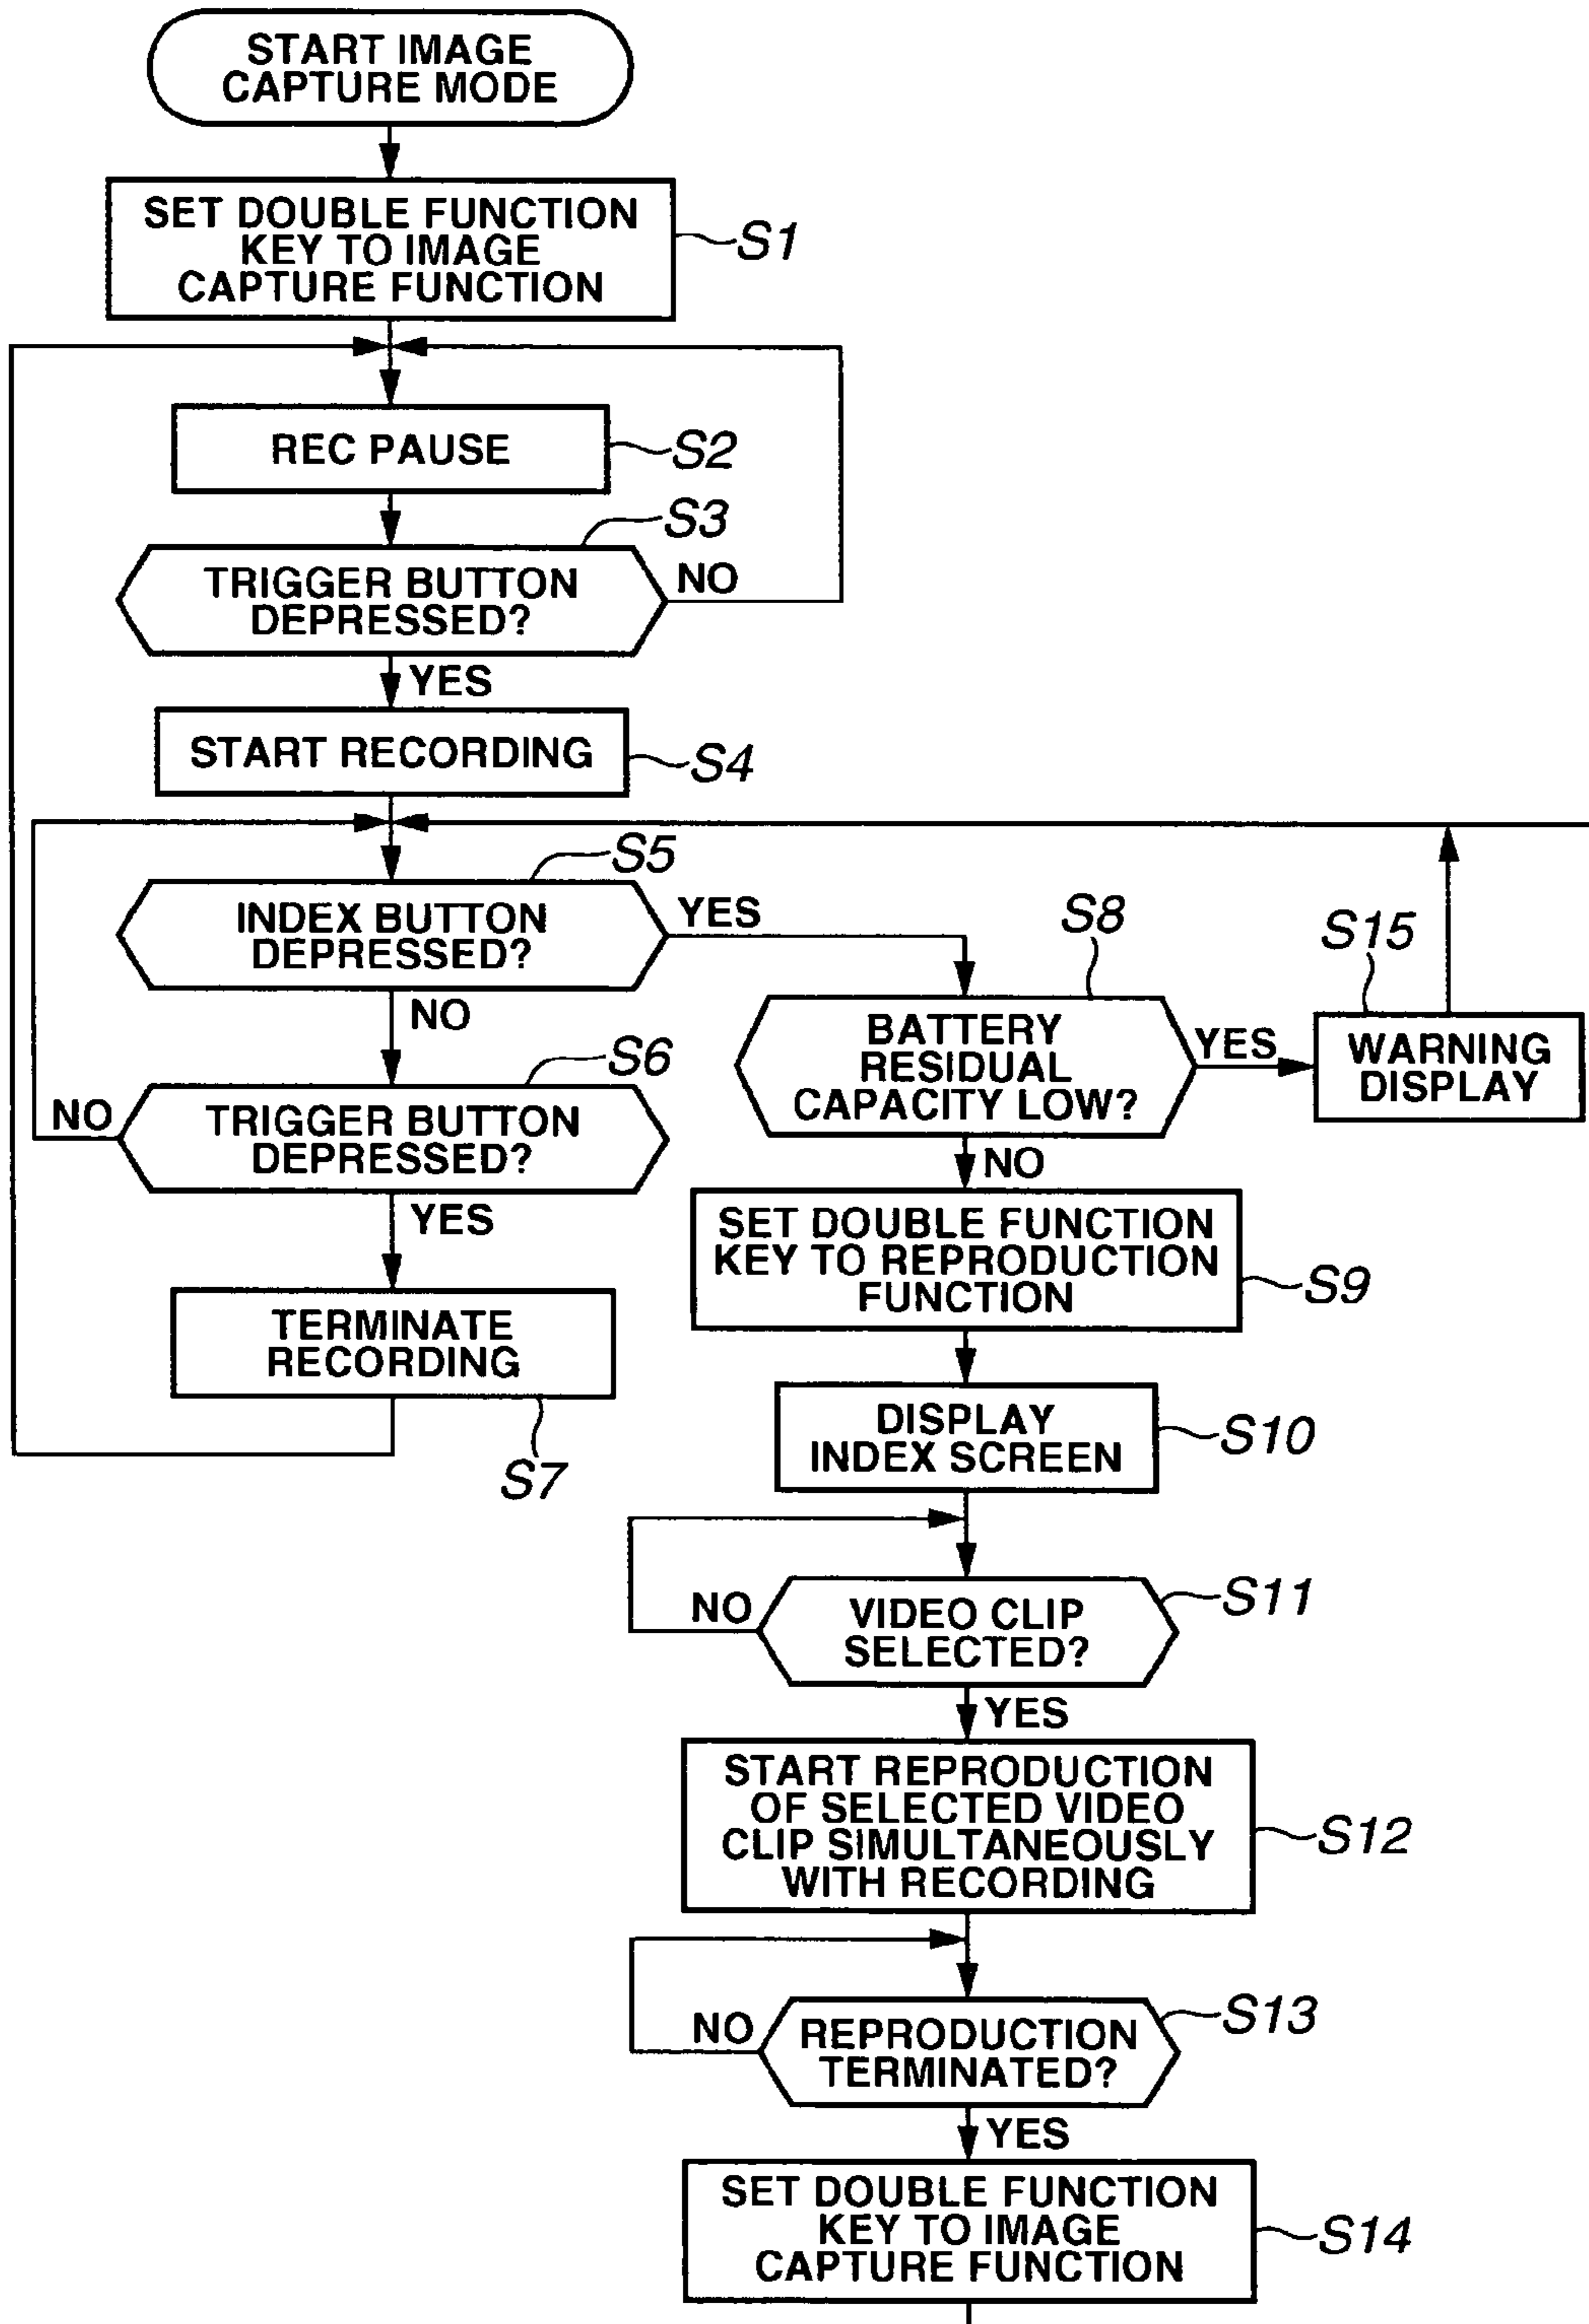 START IMAGE
CAPTURE MODE
SET DOUBLE FUNCTION
KEY TO IMAGE
CAPTURE FUNCTION
S1
REC PAUSE
S2
S3
TRIGGER BUTTON
DEPRESSED?
NO
YES
START RECORDING
S4
S5
INDEX BUTTON
DEPRESSED?
YES
NO
S6
TRIGGER BUTTON
DEPRESSED?
NO
YES
TERMINATE
RECORDING
S7
S8
BATTERY
RESIDUAL
CAPACITY LOW?
YES
S15
WARNING
DISPLAY
NO
SET DOUBLE FUNCTION
KEY TO REPRODUCTION
FUNCTION
S9
DISPLAY
INDEX SCREEN
S10
S11
VIDEO CLIP
SELECTED?
NO
YES
START REPRODUCTION
OF SELECTED VIDEO
CLIP SIMULTANEOUSLY
WITH RECORDING
S12
S13
REPRODUCTION
TERMINATED?
NO
YES
SET DOUBLE FUNCTION
KEY TO IMAGE
CAPTURE FUNCTION
S14